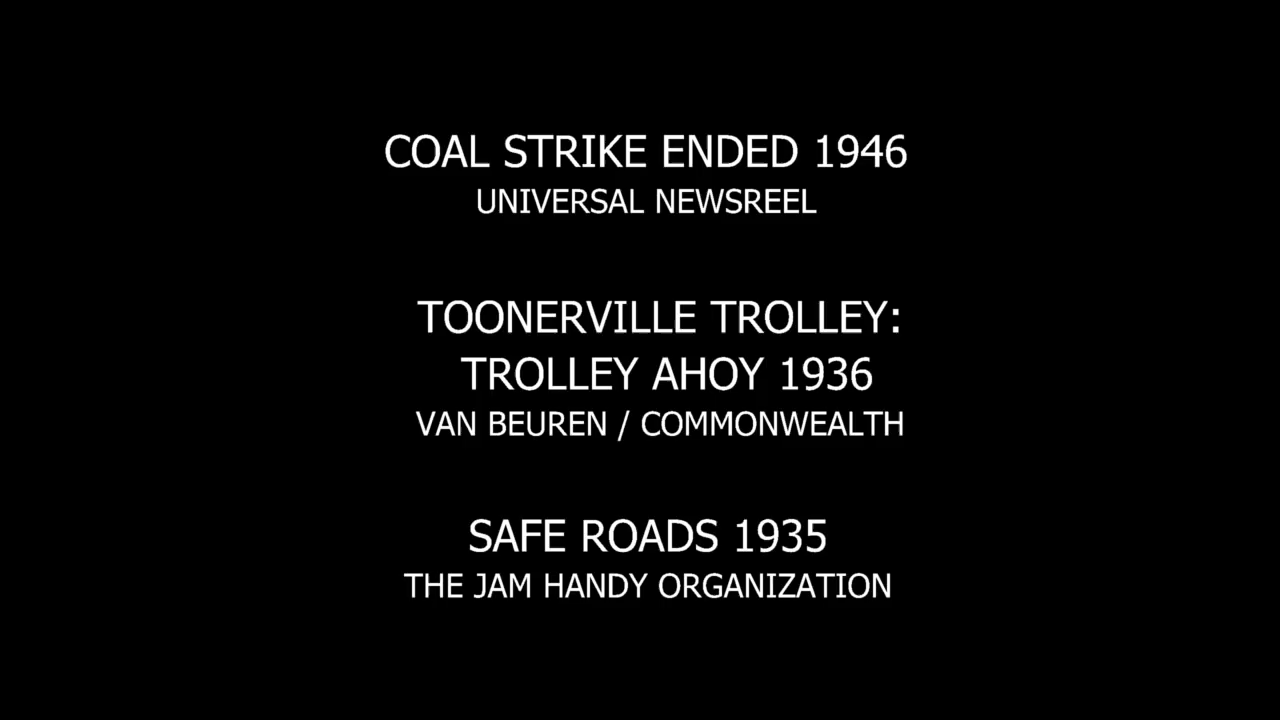 COAL STRIKE ENDED 1946
UNIVERSAL NEWSREEL
TOONERVILLE TROLLEY:
TROLLEY AHOY 1936
VAN BEUREN / COMMONWEALTH
SAFE ROADS 1935
THE JAM HANDY ORGANIZATION